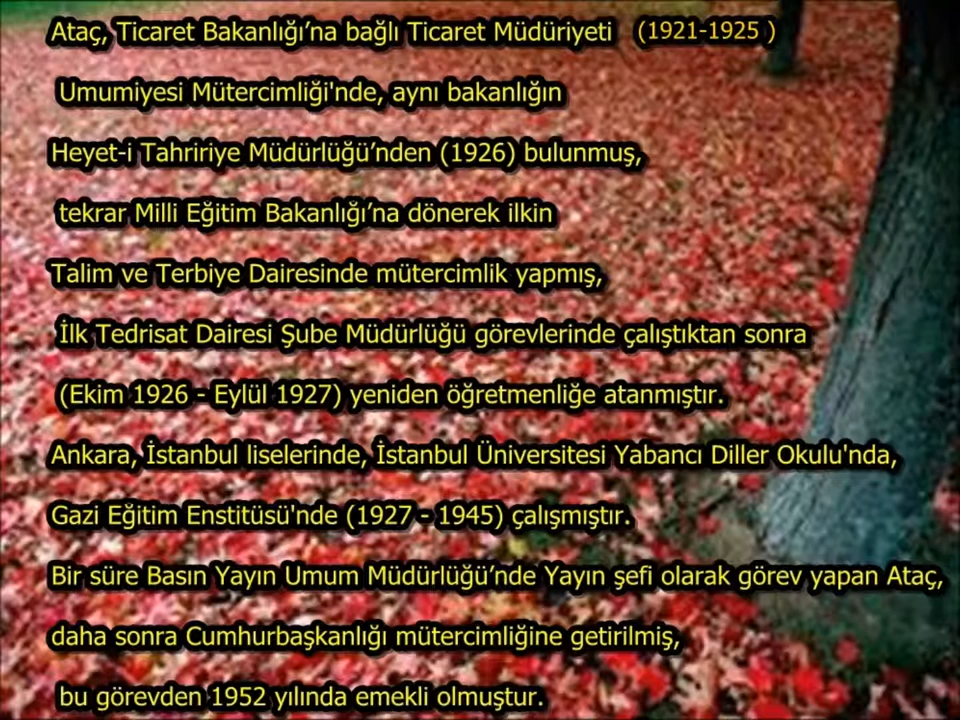 Ataç, Ticaret Bakanlığı’na bağlı Ticaret Müdüriyeti (1921-1925 )
Umumiyesi Mütercimliği'nde, aynı bakanlığın
Heyet-i Tahririye Müdürlüğü’nden (1926) bulunmuş,
tekrar Milli Eğitim Bakanlığı’na dönerek ilkin
Talim ve Terbiye Dairesinde mütercimlik yapmış,
İlk Tedrisat Dairesi Şube Müdürlüğü görevlerinde çalıştıktan sonra
(Ekim 1926 - Eylül 1927) yeniden öğretmenliğe atanmıştır.
Ankara, İstanbul liselerinde, İstanbul Üniversitesi Yabancı Diller Okulu'nda,
Gazi Eğitim Enstitüsü'nde (1927 - 1945) çalışmıştır.
Bir süre Basın Yayın Umum Müdürlüğü’nde Yayın şefi olarak görev yapan Ataç,
daha sonra Cumhurbaşkanlığı mütercimliğine getirilmiş,
bu görevden 1952 yılında emekli olmuştur.